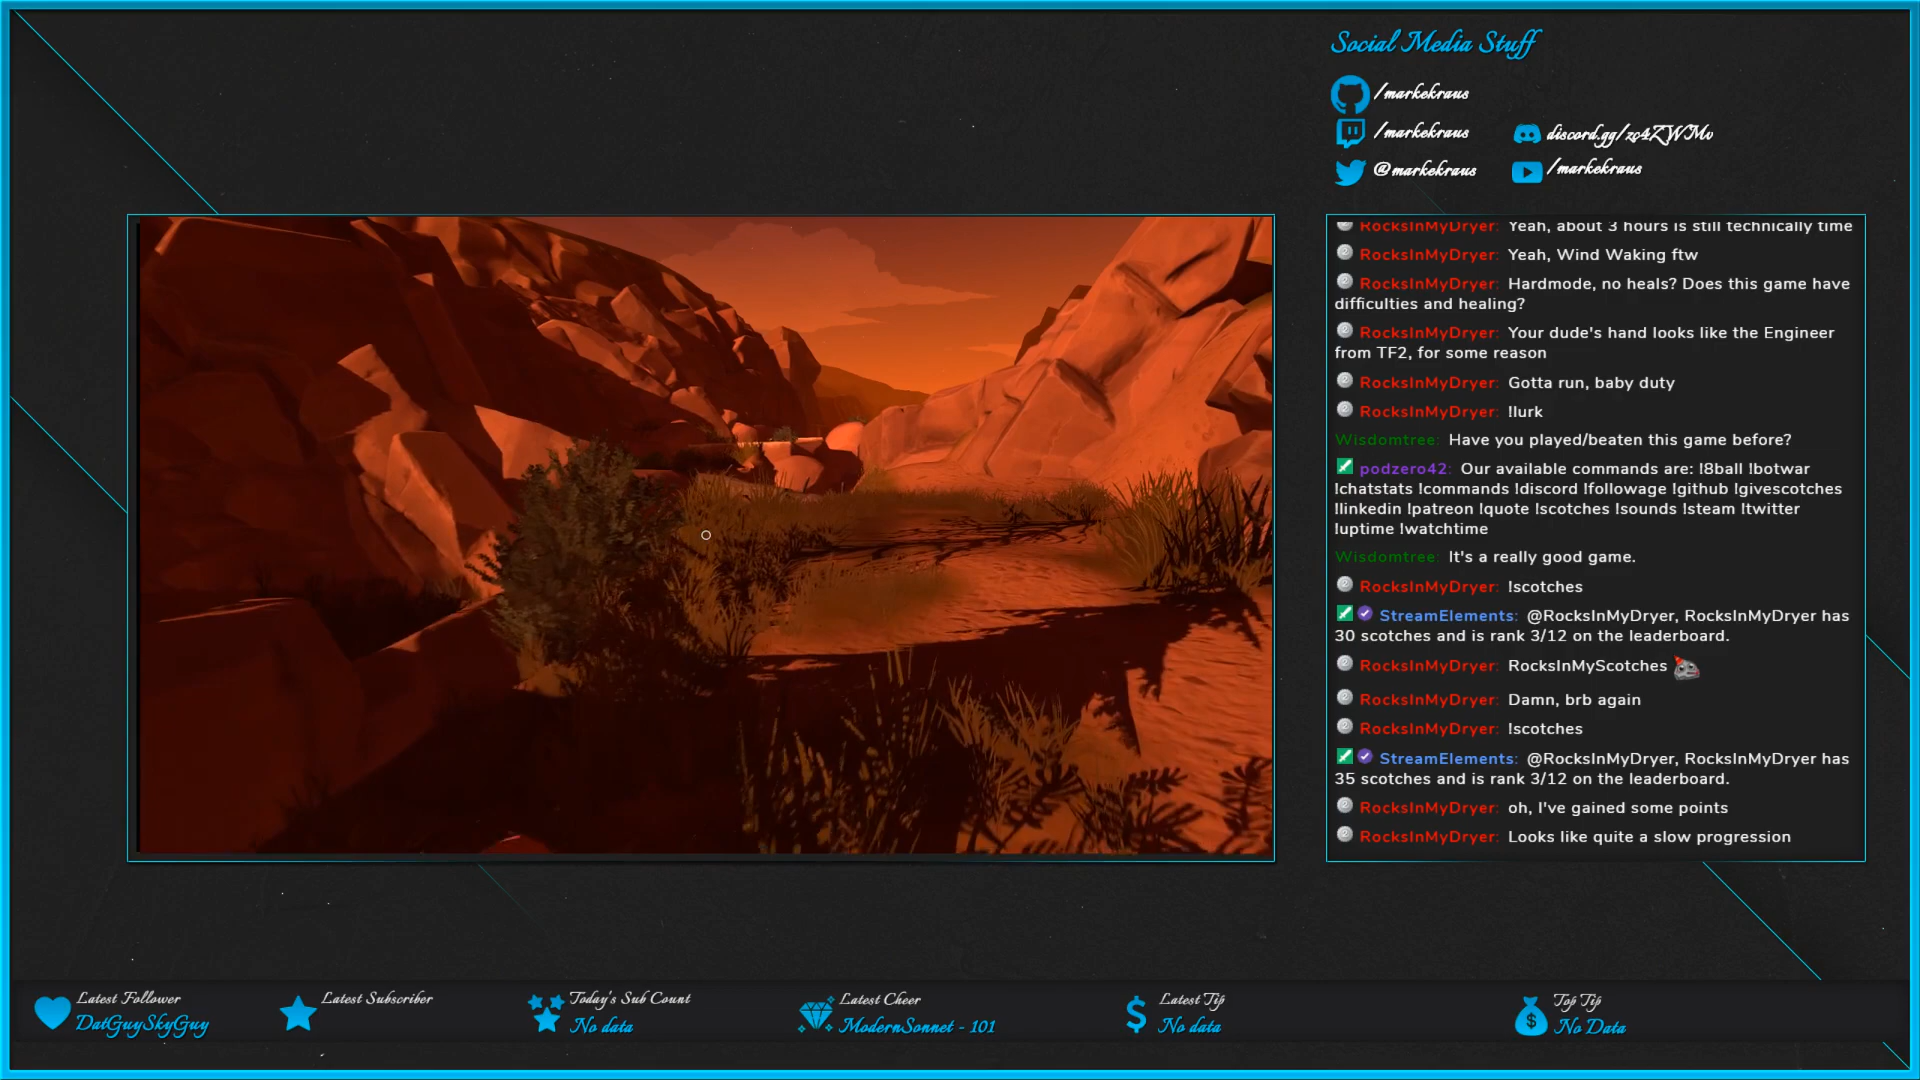 Social Media Stuff
/markekraus
/markekraus
discord.gg/zc4ZWMv
@markekraus
/markekraus
RocksInMyDryer: Yeah, about 3 hours is still technically time
RocksInMyDryer: Yeah, Wind Waking ftw
RocksInMyDryer: Hardmode, no heals? Does this game have
difficulties and healing?
RocksInMyDryer: Your dude's hand looks like the Engineer
from TF2, for some reason
RocksInMyDryer: Gotta run, baby duty
RocksInMyDryer: !lurk
Wisdomtree: Have you played/beaten this game before?
podzero42: Our available commands are: !8ball !botwar
!chatstats !commands !discord !followage !github !givescotches
!linkedin !patreon !quote !scotches !sounds !steam !twitter
!uptime !watchtime
Wisdomtree: It's a really good game.
RocksInMyDryer: !scotches
StreamElements: @RocksInMyDryer, RocksInMyDryer has
30 scotches and is rank 3/12 on the leaderboard.
RocksInMyDryer: RocksInMyScotches
RocksInMyDryer: Damn, brb again
RocksInMyDryer: !scotches
StreamElements: @RocksInMyDryer, RocksInMyDryer has
35 scotches and is rank 3/12 on the leaderboard.
RocksInMyDryer: oh, I've gained some points
RocksInMyDryer: Looks like quite a slow progression
Latest Follower
DatGuySkyGuy
Latest Subscriber
Today's Sub Count
No data
Latest Cheer
ModernSonnet - 101
Latest Tip
No data
Top Tip
No Data